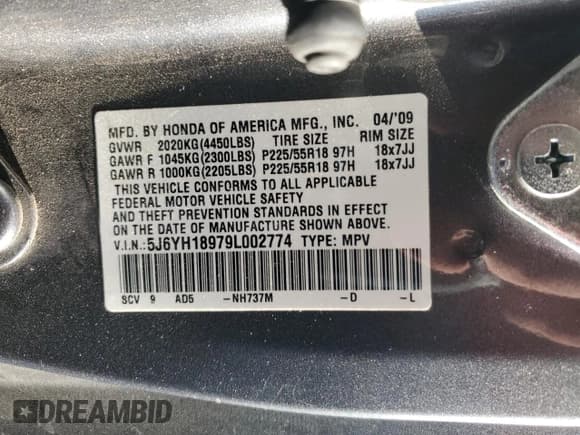 MFD. BY HONDA OF AMERICA MFG., INC. 04/'09
GVWR 2020KG(4450LBS) TIRE SIZE RIM SIZE
GAWR F 1045KG(2300LBS) P225/55R18 97H 18x7JJ
GAWR R 1000KG(2205LBS) P225/55R18 97H 18x7JJ
THIS VEHICLE CONFORMS TO ALL APPLICABLE
FEDERAL MOTOR VEHICLE SAFETY
AND THEFT PREVENTION STANDARDS IN EFFECT
ON THE DATE OF MANUFACTURE SHOWN ABOVE.
V.I.N.:5J6YH18979L002774 TYPE: MPV
SCV 9 AD5 -NH737M -D -L
DREAMBID